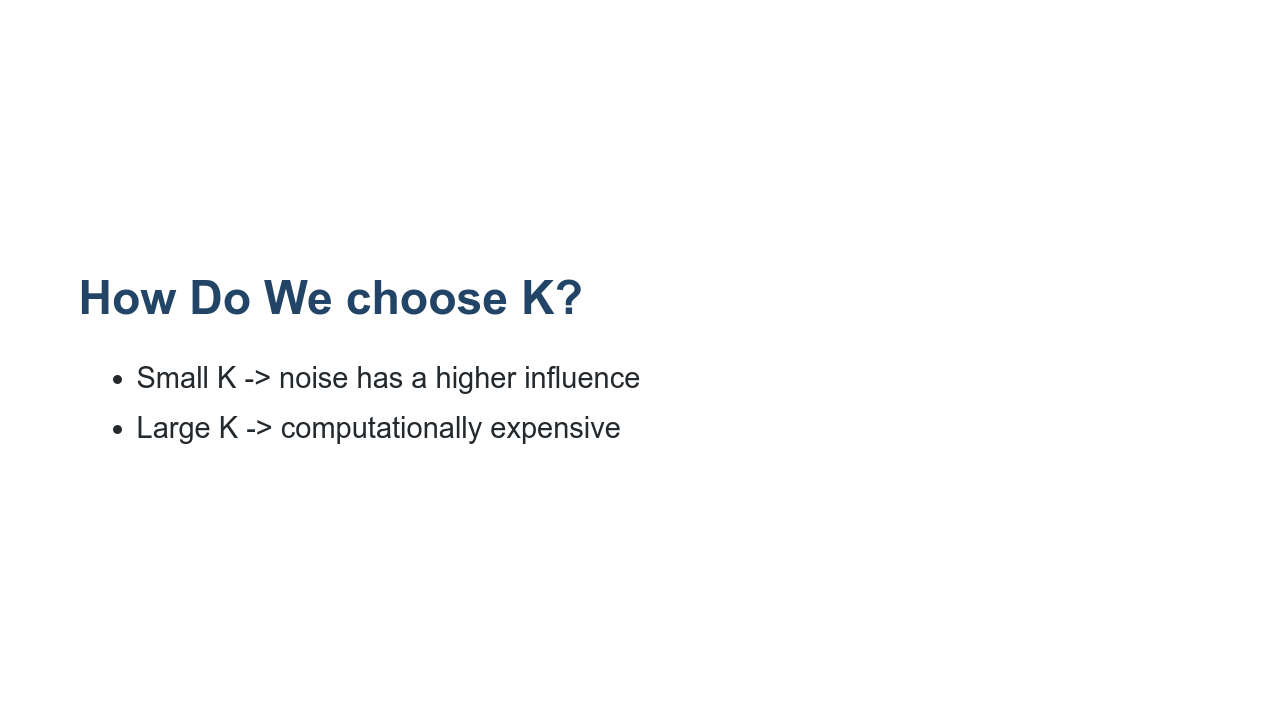 How Do We choose K?
• Small K -> noise has a higher influence
• Large K -> computationally expensive